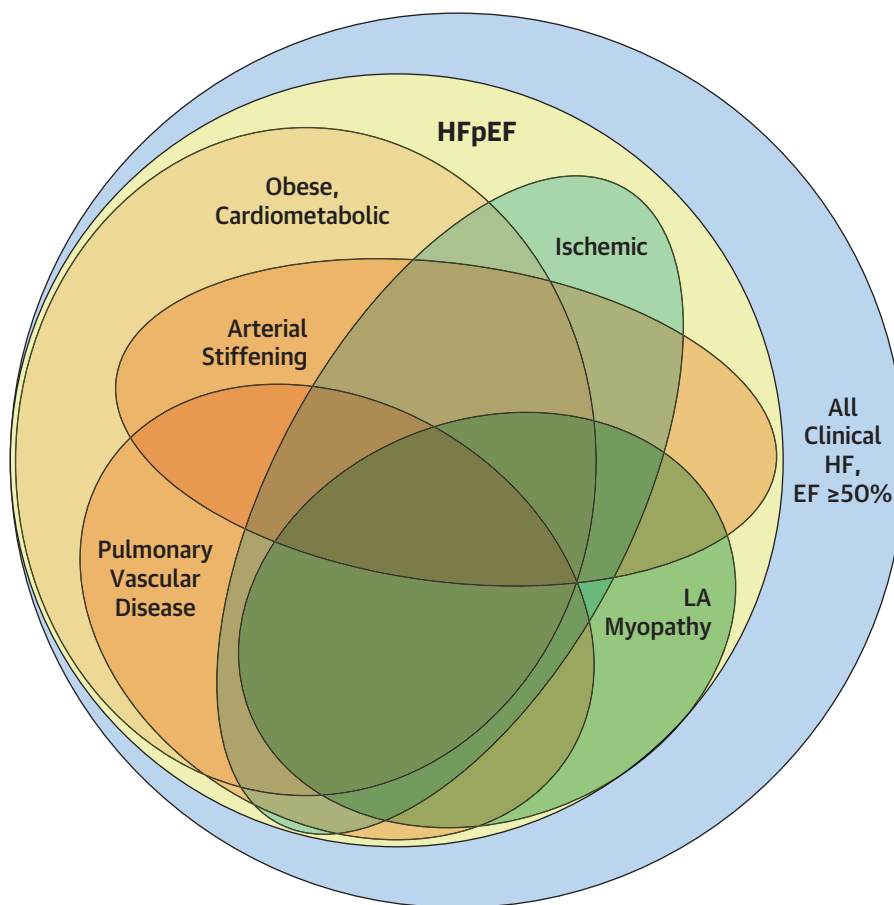 HFpEF
Obese,
Cardiometabolic
Ischemic
Arterial
Stiffening
All
Clinical
HF,
EF ≥50%
Pulmonary
Vascular
Disease
LA
Myopathy